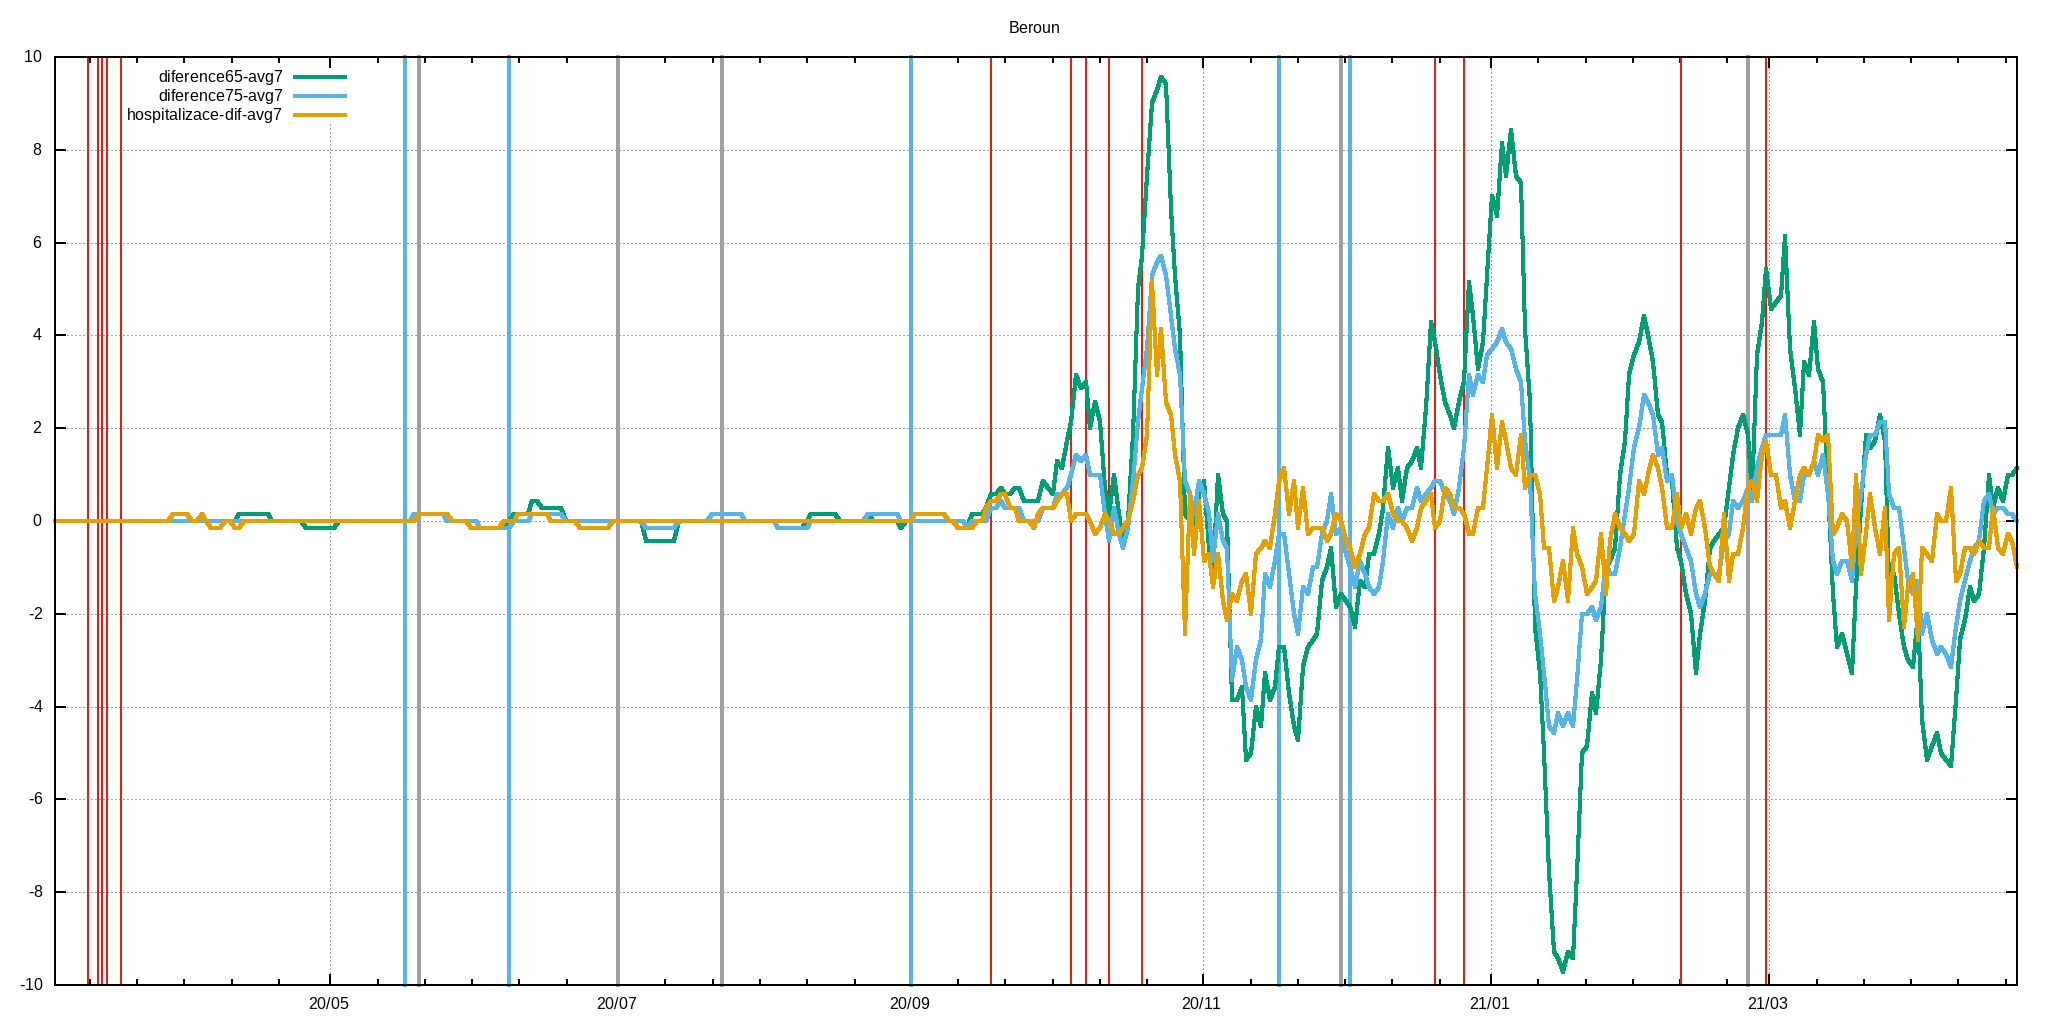 Beroun
diference65-avg7
diference75-avg7
hospitalizace-dif-avg7
10
8
6
4
2
0
-2
-4
-6
-8
-10
20/05 20/07 20/09 20/11 21/01 21/03